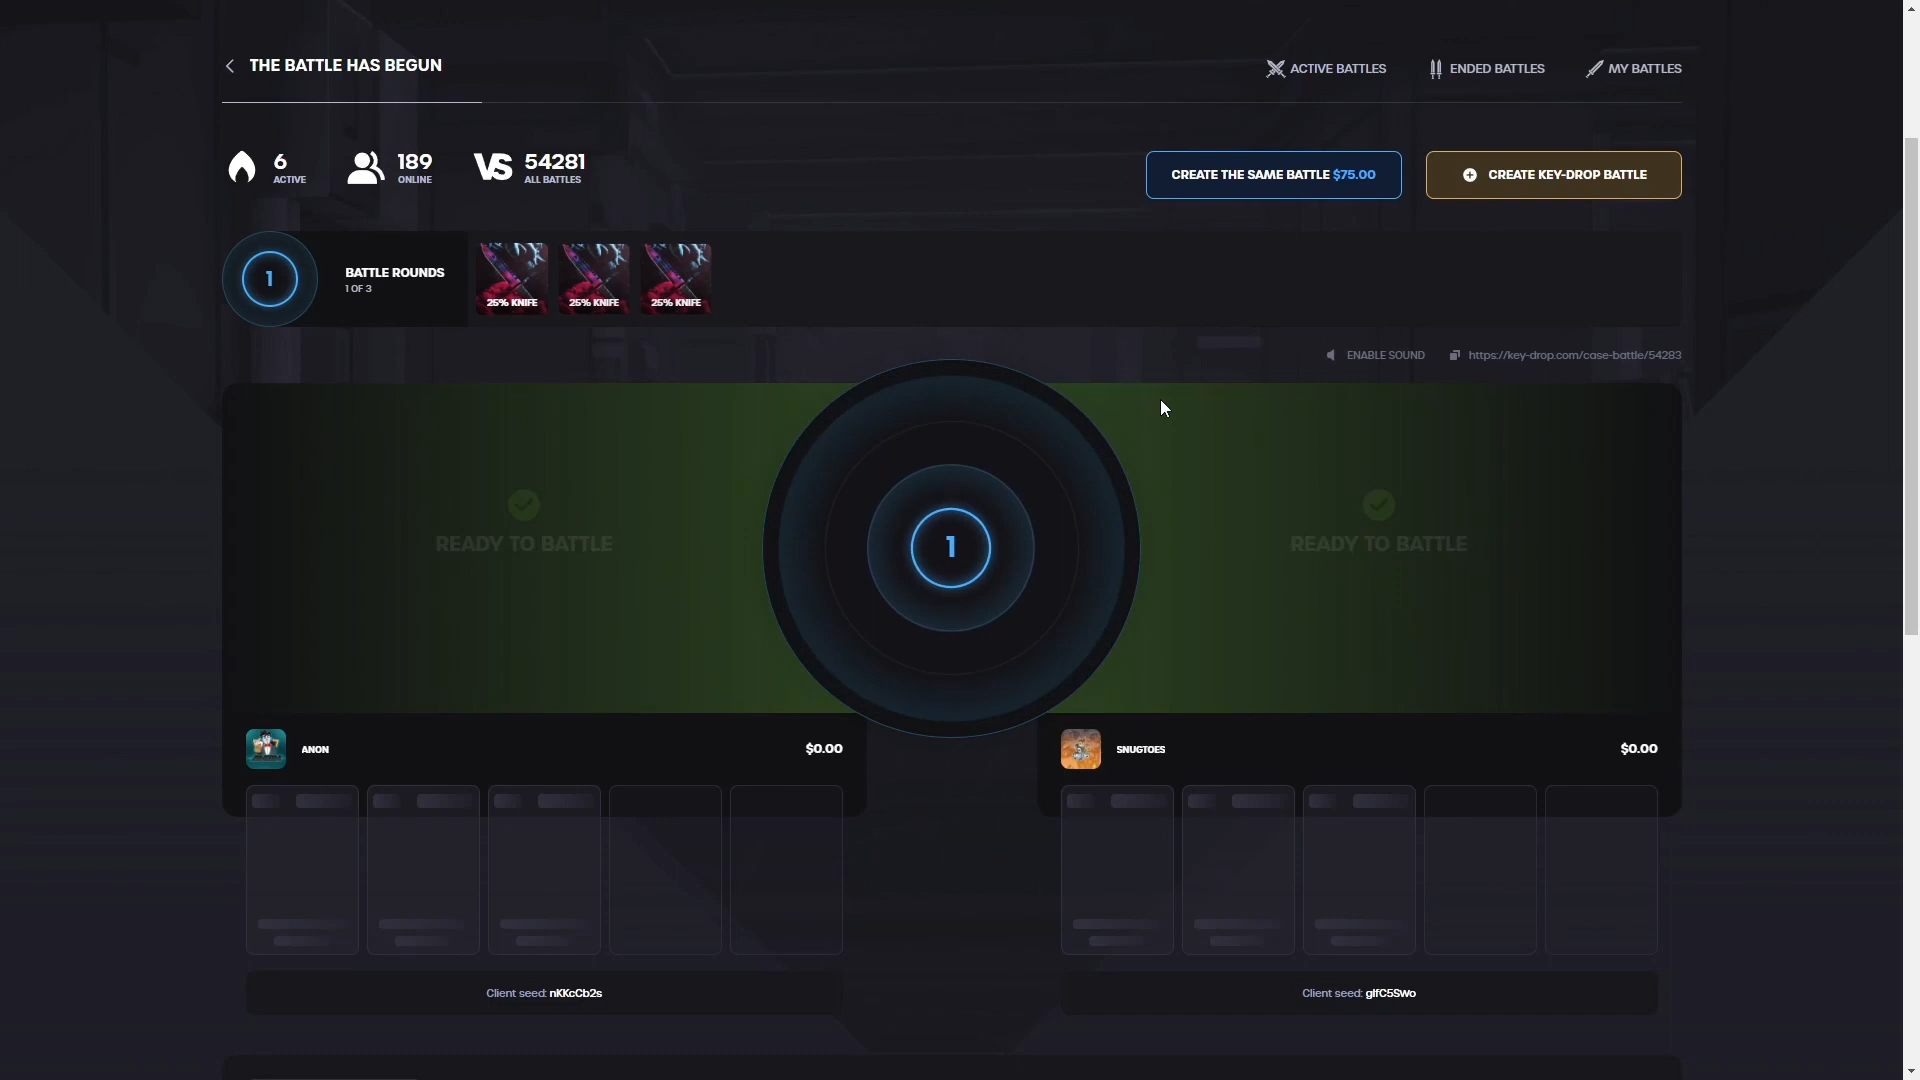 THE BATTLE HAS BEGUN
ACTIVE BATTLES
ENDED BATTLES
MY BATTLES
6
ACTIVE
189
ONLINE
VS
54281
ALL BATTLES
CREATE THE SAME BATTLE $75.00
CREATE KEY-DROP BATTLE
1
BATTLE ROUNDS
1 OF 3
25% KNIFE
25% KNIFE
25% KNIFE
ENABLE SOUND
https://key-drop.com/case-battle/54283
READY TO BATTLE
1
READY TO BATTLE
ANON
$0.00
SNUGTOES
$0.00
Client seed: nKKcCb2s
Client seed: glfC5SWo